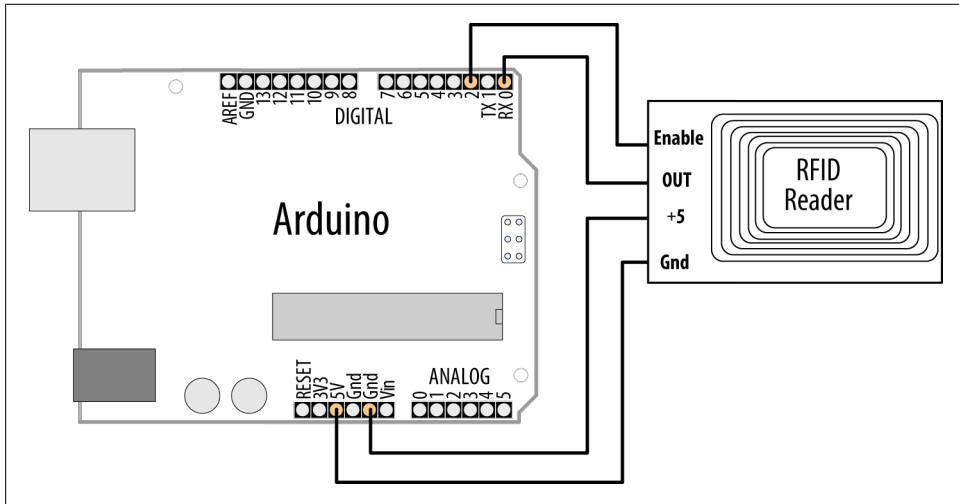 AREF
GND
13
12
11
10
9
8
7
6
5
4
3
2
TX 1
RX 0
DIGITAL
Enable
OUT
+5
Gnd
RFID
Reader
Arduino
RESET
3V3
5V
Gnd
Gnd
Vin
ANALOG
0
1
2
3
4
5